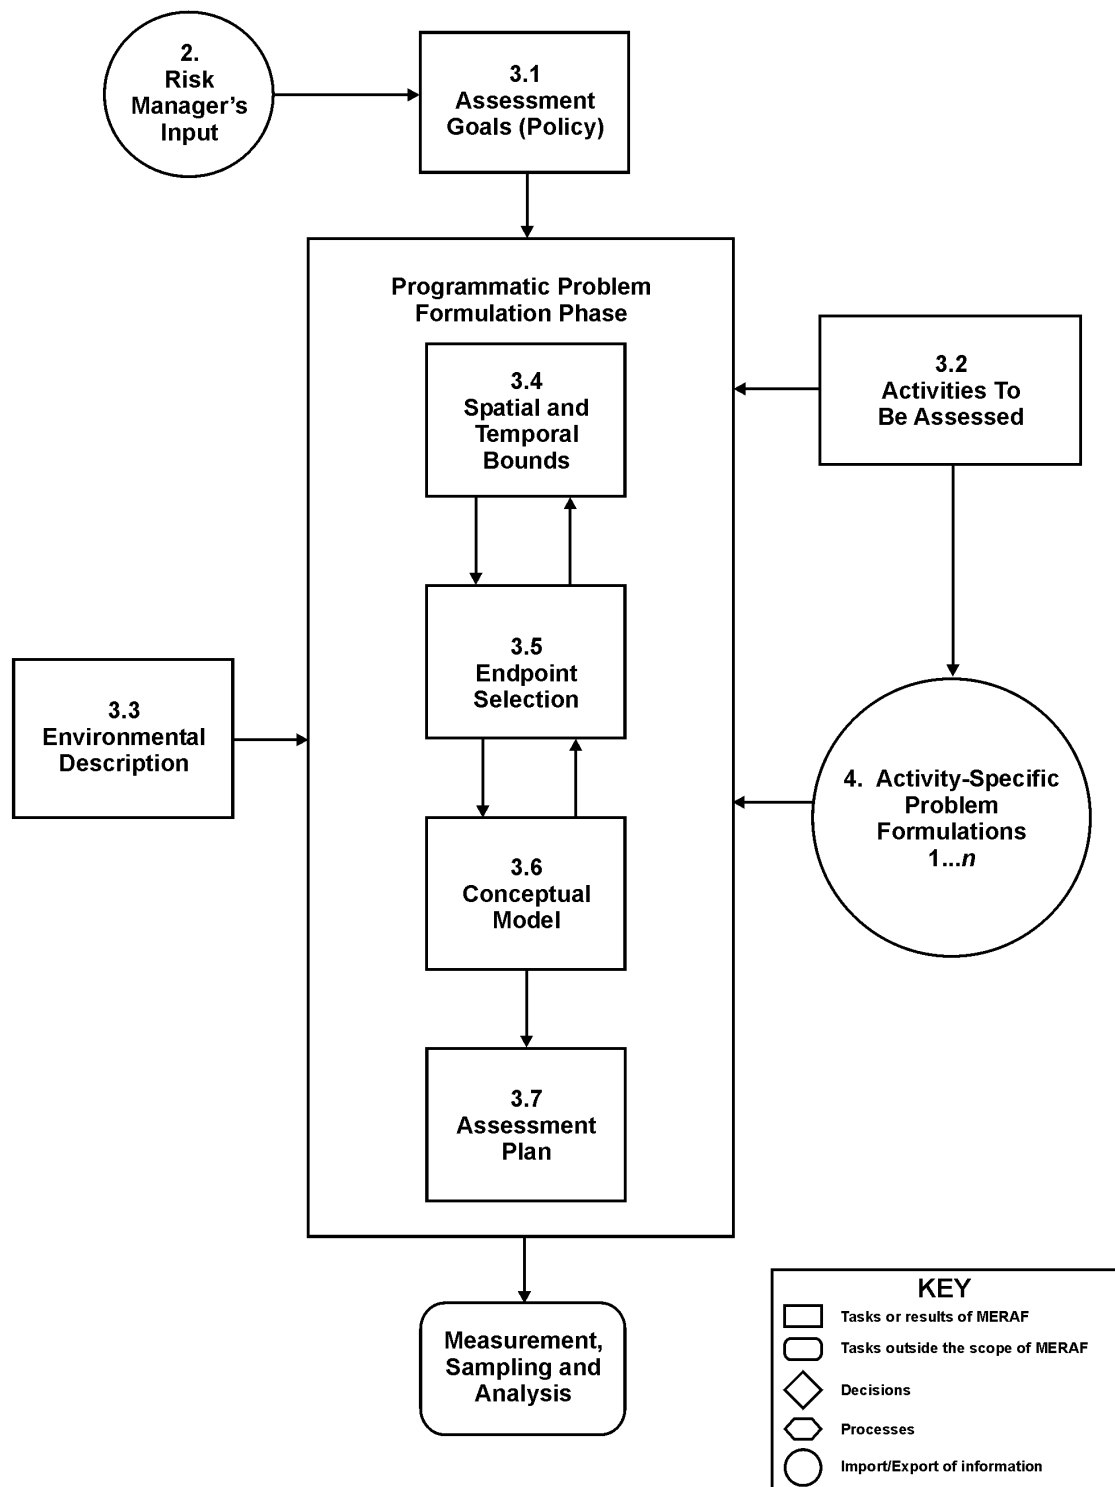 2.
Risk
Manager's
Input
3.1
Assessment
Goals (Policy)
Programmatic Problem
Formulation Phase
3.4
Spatial and
Temporal
Bounds
3.2
Activities To
Be Assessed
3.5
Endpoint
Selection
3.3
Environmental
Description
4. Activity-Specific
Problem
Formulations
1...n
3.6
Conceptual
Model
3.7
Assessment
Plan
Measurement,
Sampling and
Analysis
KEY
Tasks or results of MERAF
Tasks outside the scope of MERAF
Decisions
Processes
Import/Export of information